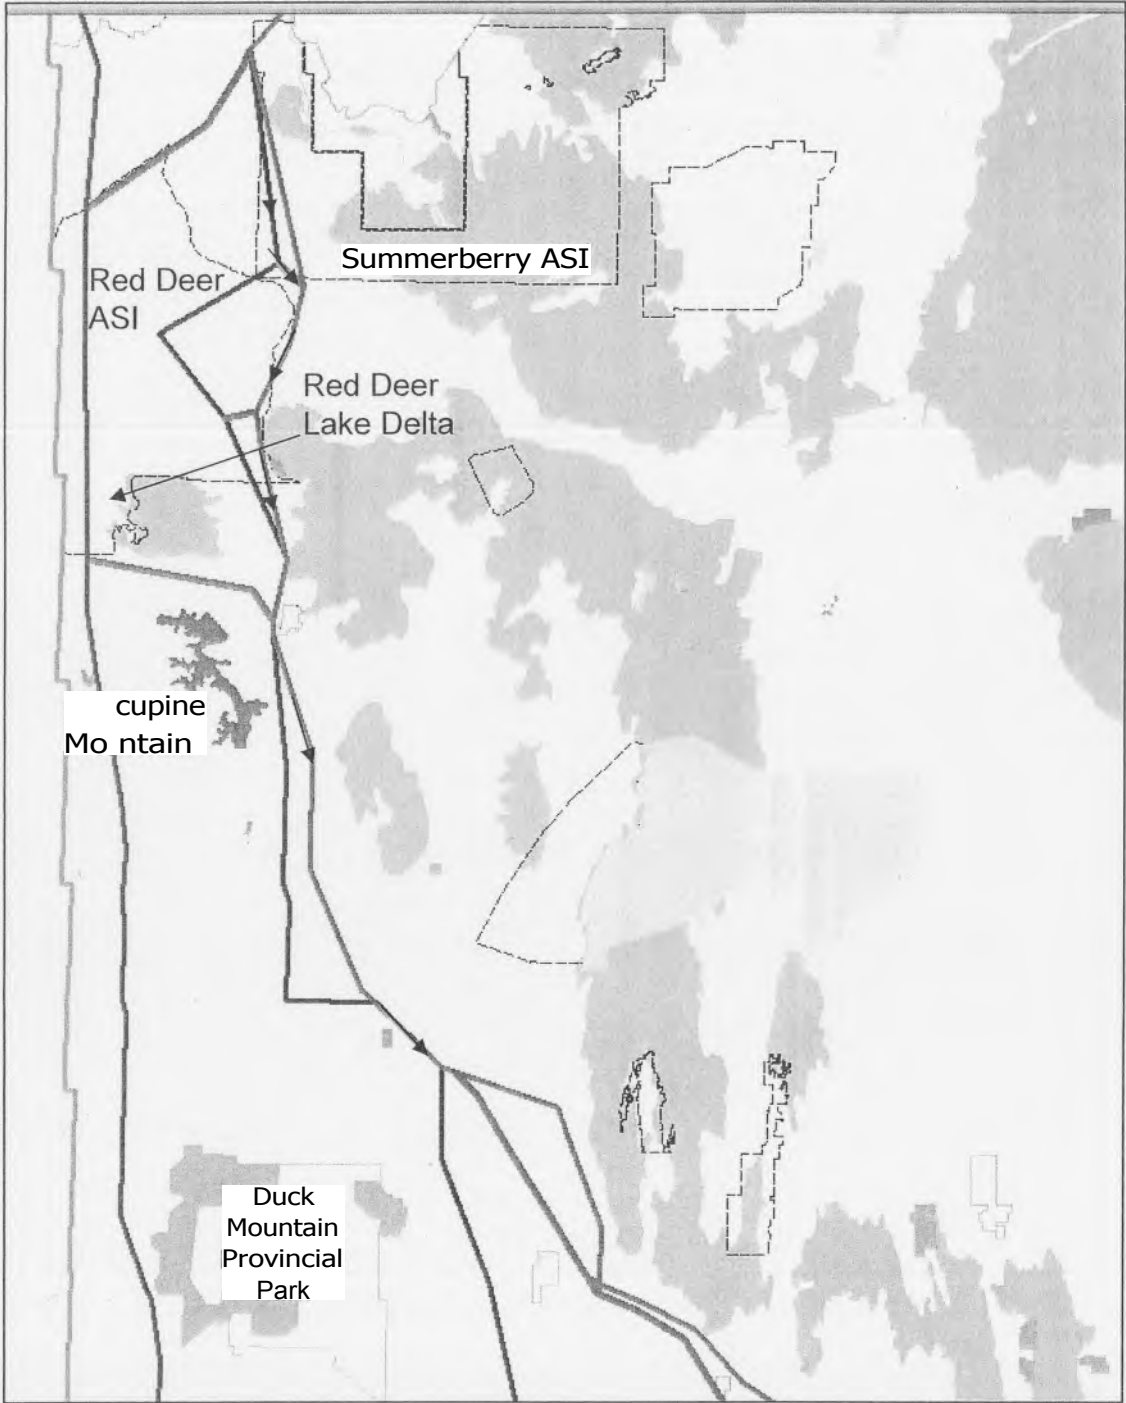 Summerberry ASI
Red Deer
ASI
Red Deer
Lake Delta
cupine
Mo ntain
Duck
Mountain
Provincial
Park